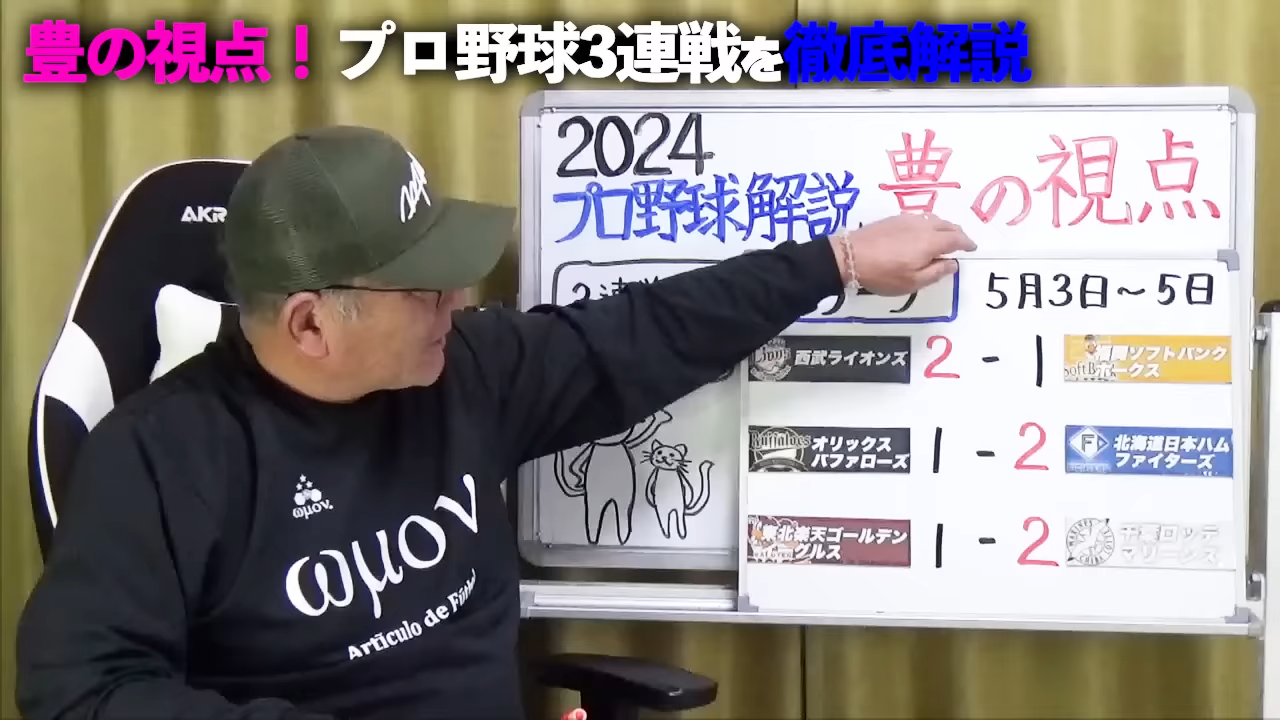 豊の視点！プロ野球3連戦を徹底解説
2024
プロ野球解説 豊の視点
5月3日～5日
西武ライオンズ 2 - 1 福岡ソフトバンク
ホークス
Buffaloes オリックス
バファローズ 1 - 2 F 北海道日本ハム
ファイターズ
東北楽天ゴールデン
グルス 1 - 2 千葉ロッテ
マリーンズ
AKR
ωμον.
ωμον
Artículo de Fútbol